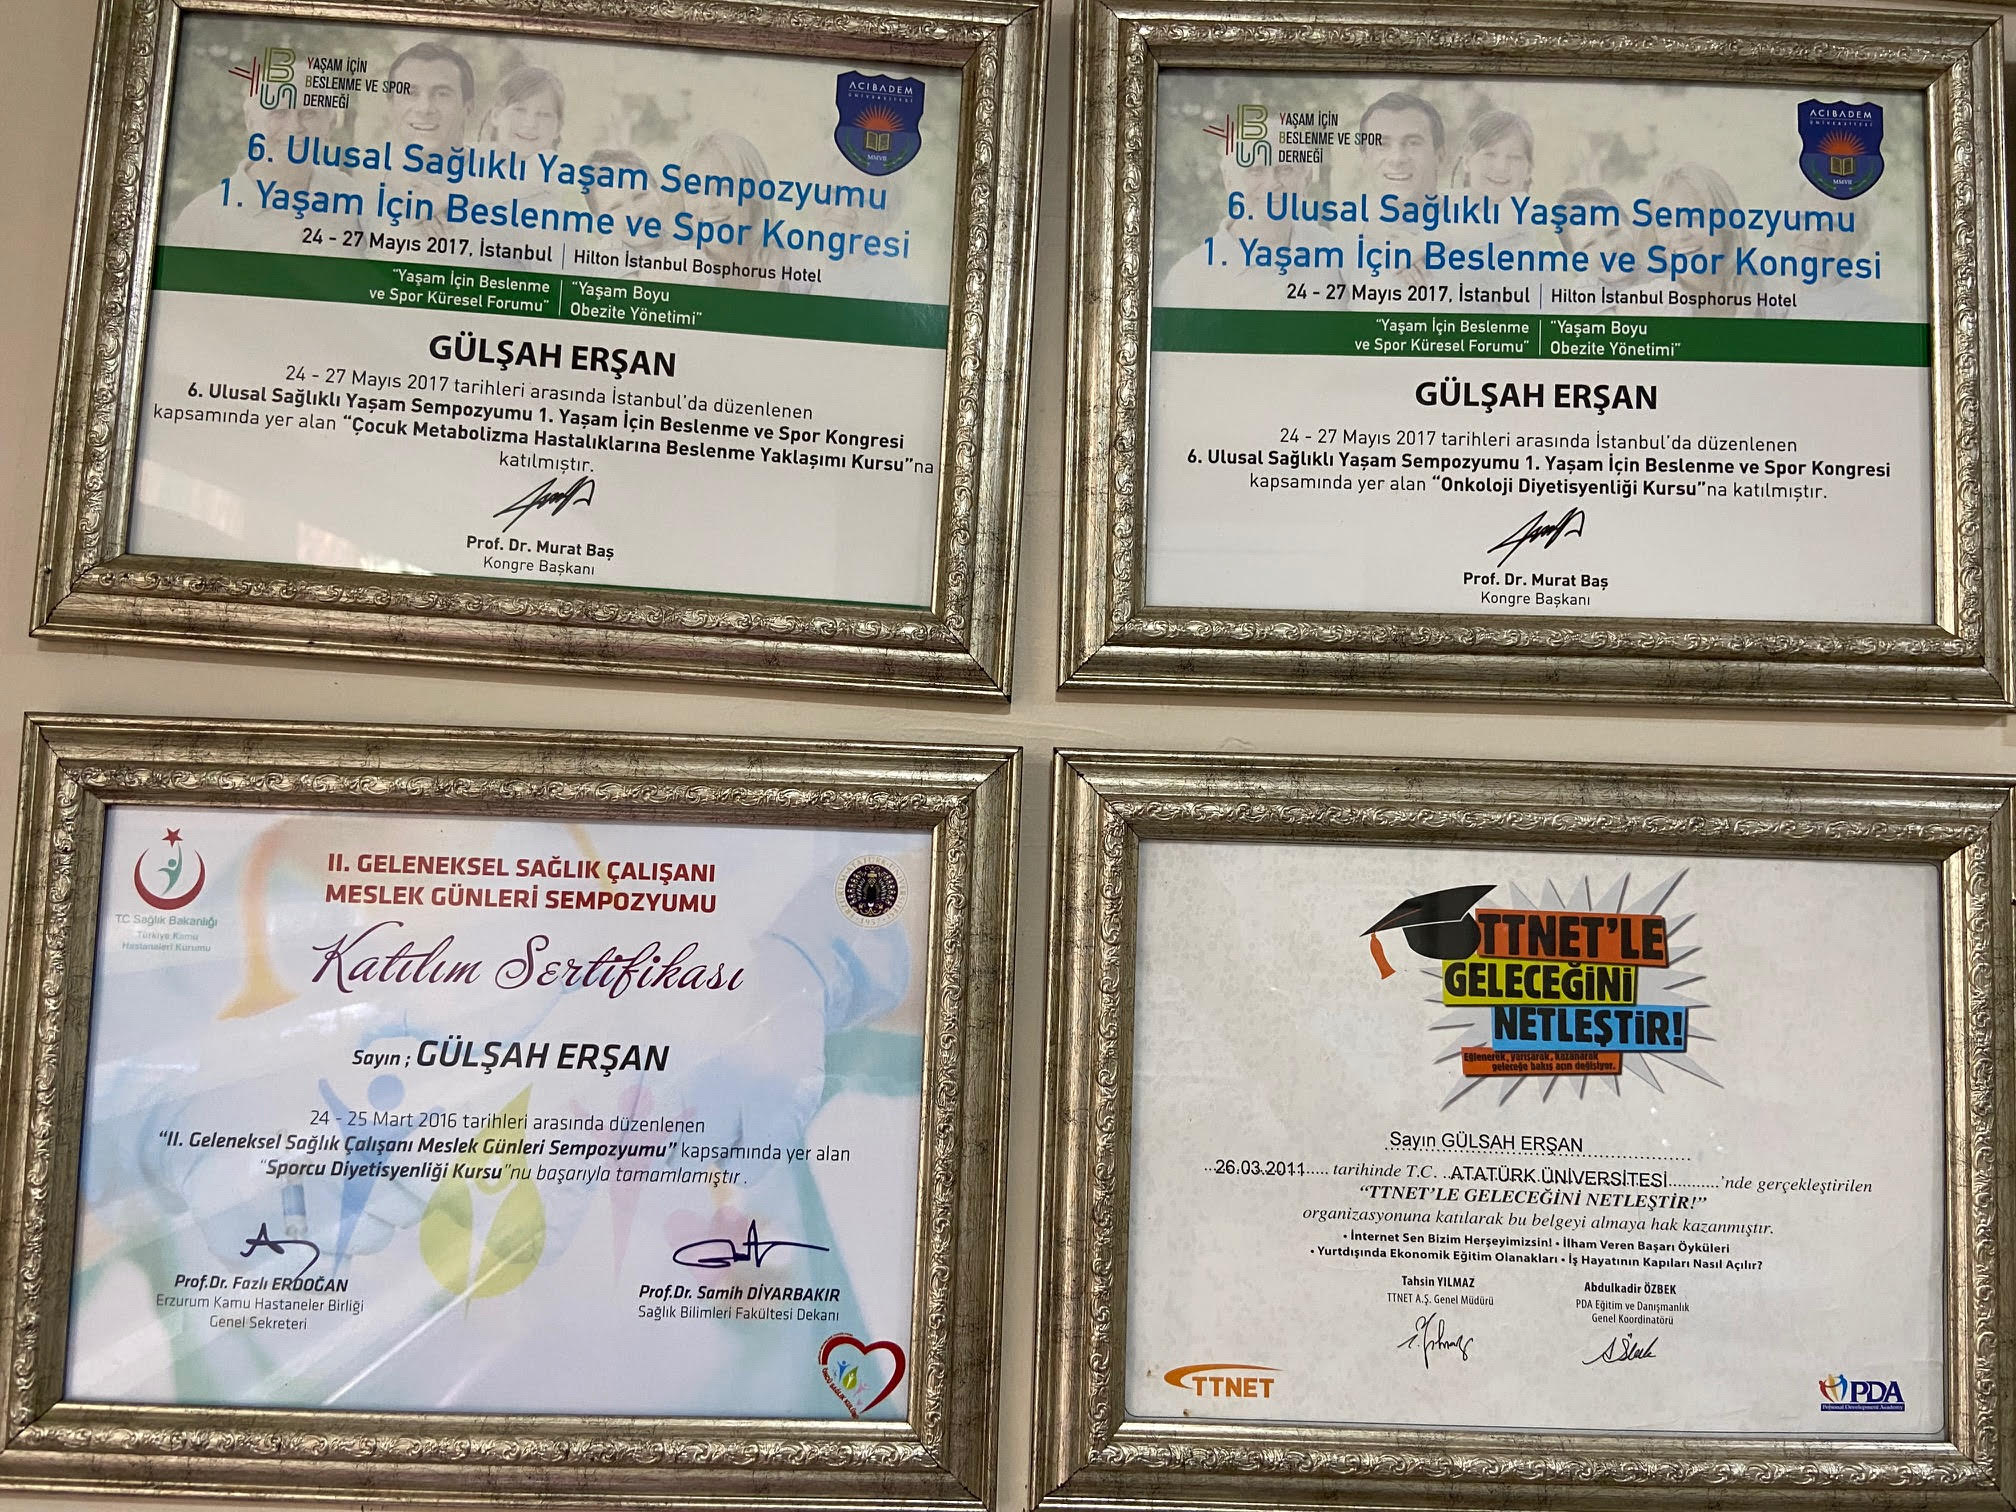 YAŞAM İÇİN
BESLENME VE SPOR
DERNEĞİ
ACIBADEM
ÜNİVERSİTESİ
MMVII
6. Ulusal Sağlıklı Yaşam Sempozyumu
1. Yaşam İçin Beslenme ve Spor Kongresi
24 - 27 Mayıs 2017, İstanbul | Hilton İstanbul Bosphorus Hotel
"Yaşam İçin Beslenme
ve Spor Küresel Forumu"
"Yaşam Boyu
Obezite Yönetimi"
GÜLŞAH ERŞAN
24 - 27 Mayıs 2017 tarihleri arasında İstanbul'da düzenlenen
6. Ulusal Sağlıklı Yaşam Sempozyumu 1. Yaşam İçin Beslenme ve Spor Kongresi
kapsamında yer alan "Çocuk Metabolizma Hastalıklarına Beslenme Yaklaşımı Kursu"na
katılmıştır.
Prof. Dr. Murat Baş
Kongre Başkanı
YAŞAM İÇİN
BESLENME VE SPOR
DERNEĞİ
ACIBADEM
ÜNİVERSİTESİ
MMVII
6. Ulusal Sağlıklı Yaşam Sempozyumu
1. Yaşam İçin Beslenme ve Spor Kongresi
24 - 27 Mayıs 2017, İstanbul | Hilton İstanbul Bosphorus Hotel
"Yaşam İçin Beslenme
ve Spor Küresel Forumu"
"Yaşam Boyu
Obezite Yönetimi"
GÜLŞAH ERŞAN
24 - 27 Mayıs 2017 tarihleri arasında İstanbul'da düzenlenen
6. Ulusal Sağlıklı Yaşam Sempozyumu 1. Yaşam İçin Beslenme ve Spor Kongresi
kapsamında yer alan "Onkoloji Diyetisyenliği Kursu"na katılmıştır.
Prof. Dr. Murat Baş
Kongre Başkanı
T.C Sağlık Bakanlığı
Türkiye Kamu
Hastaneleri Kurumu
II. GELENEKSEL SAĞLIK ÇALIŞANI
MESLEK GÜNLERİ SEMPOZYUMU
Katılım Sertifikası
Sayın ; GÜLŞAH ERŞAN
24 - 25 Mart 2016 tarihleri arasında düzenlenen
"II. Geleneksel Sağlık Çalışanı Meslek Günleri Sempozyumu" kapsamında yer alan
"Sporcu Diyetisyenliği Kursu"nu başarıyla tamamlamıştır .
Prof.Dr. Fazlı ERDOĞAN
Erzurum Kamu Hastaneler Birliği
Genel Sekreteri
Prof.Dr. Samih DİYARBAKIR
Sağlık Bilimleri Fakültesi Dekanı
TTNET'LE
GELECEĞİNİ
NETLEŞTİR!
Eğlenerek, yarışarak, kazanarak
geleceğe bakış açın değişiyor.
Sayın GÜLSAH ERŞAN
26.03.2011..... tarihinde T.C. ..ATATÜRK ÜNİVERSİTESİ...........'nde gerçekleştirilen
"TTNET'LE GELECEĞİNİ NETLEŞTİR!"
organizasyonuna katılarak bu belgeyi almaya hak kazanmıştır.
• İnternet Sen Bizim Herşeyimizsin! • İlham Veren Başarı Öyküleri
• Yurtdışında Ekonomik Eğitim Olanakları • İş Hayatının Kapıları Nasıl Açılır?
Tahsin YILMAZ
TTNET A.Ş. Genel Müdürü
Abdulkadir ÖZBEK
PDA Eğitim ve Danışmanlık
Genel Koordinatörü
TTNET
PDA
Personal Development Academy